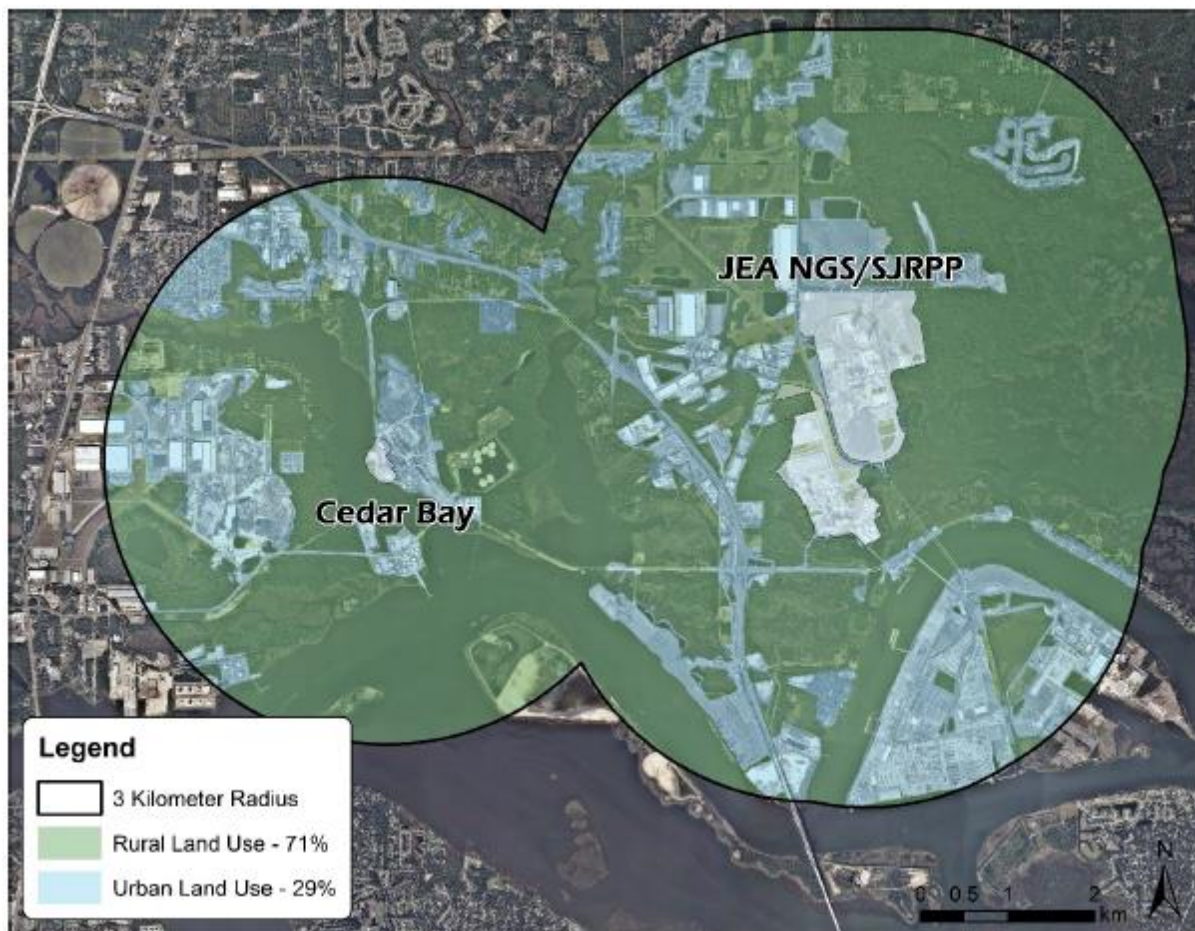 JEA NGS/SJRPP
Cedar Bay
Legend
3 Kilometer Radius
Rural Land Use - 71%
Urban Land Use - 29%
N
0 0.5 1 2
km